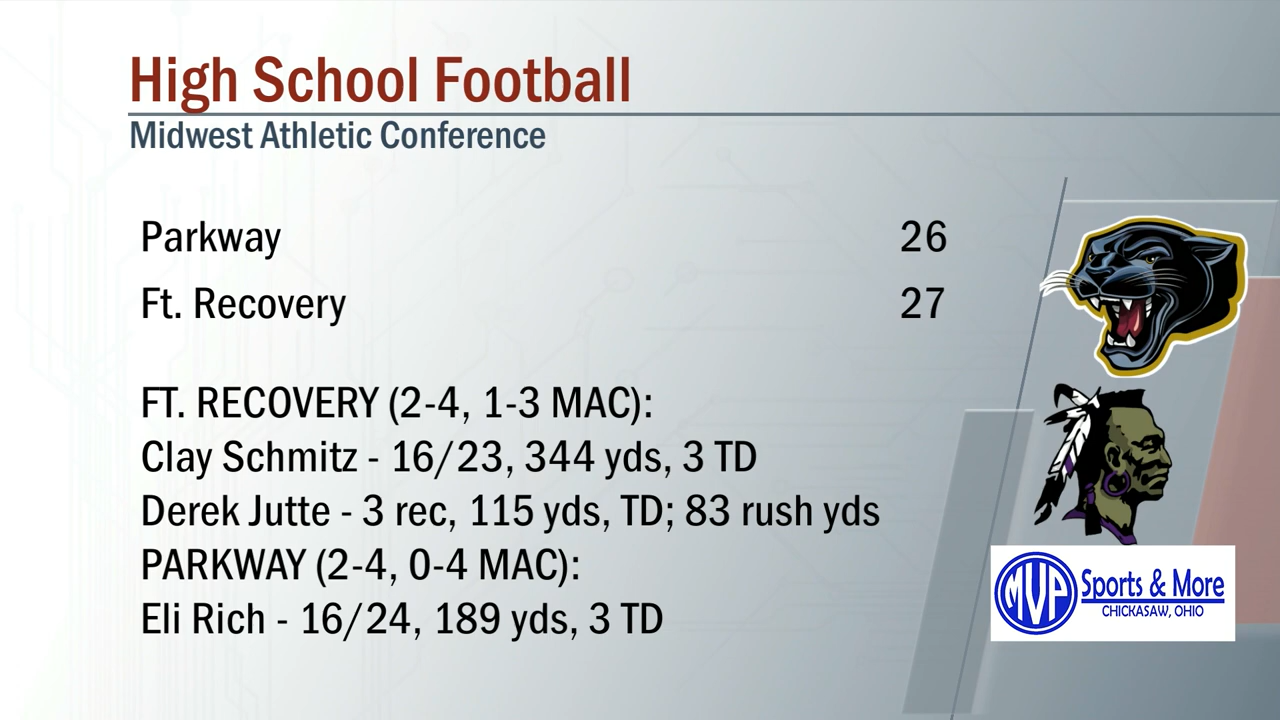 High School Football
Midwest Athletic Conference
Parkway 26
Ft. Recovery 27
FT. RECOVERY (2-4, 1-3 MAC):
Clay Schmitz - 16/23, 344 yds, 3 TD
Derek Jutte - 3 rec, 115 yds, TD; 83 rush yds
PARKWAY (2-4, 0-4 MAC):
Eli Rich - 16/24, 189 yds, 3 TD
MVP Sports & More
CHICKASAW, OHIO